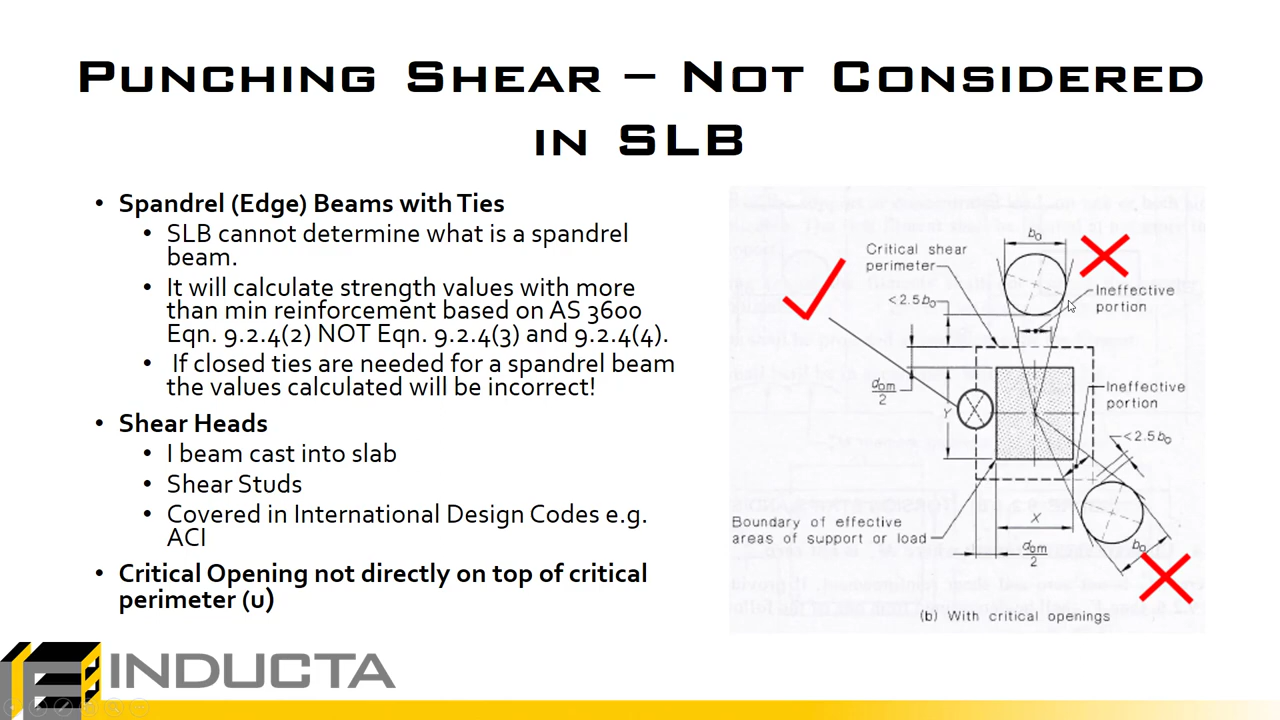 PUNCHING SHEAR – NOT CONSIDERED
IN SLB
• Spandrel (Edge) Beams with Ties
• SLB cannot determine what is a spandrel
beam.
• It will calculate strength values with more
than min reinforcement based on AS 3600
Eqn. 9.2.4(2) NOT Eqn. 9.2.4(3) and 9.2.4(4).
• If closed ties are needed for a spandrel beam
the values calculated will be incorrect!
• Shear Heads
• I beam cast into slab
• Shear Studs
• Covered in International Design Codes e.g.
ACI
• Critical Opening not directly on top of critical
perimeter (u)
Critical shear
perimeter
bo
Ineffective
portion
<2.5bo
dom
2
Y
Ineffective
portion
<2.5bo
X
Boundary of effective
areas of support or load
dom
2
bo
(b) With critical openings
INDUCTA